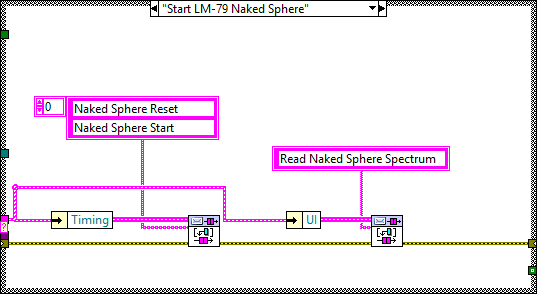 "Start LM-79 Naked Sphere"
0
Naked Sphere Reset
Naked Sphere Start
Read Naked Sphere Spectrum
Timing
UI
?